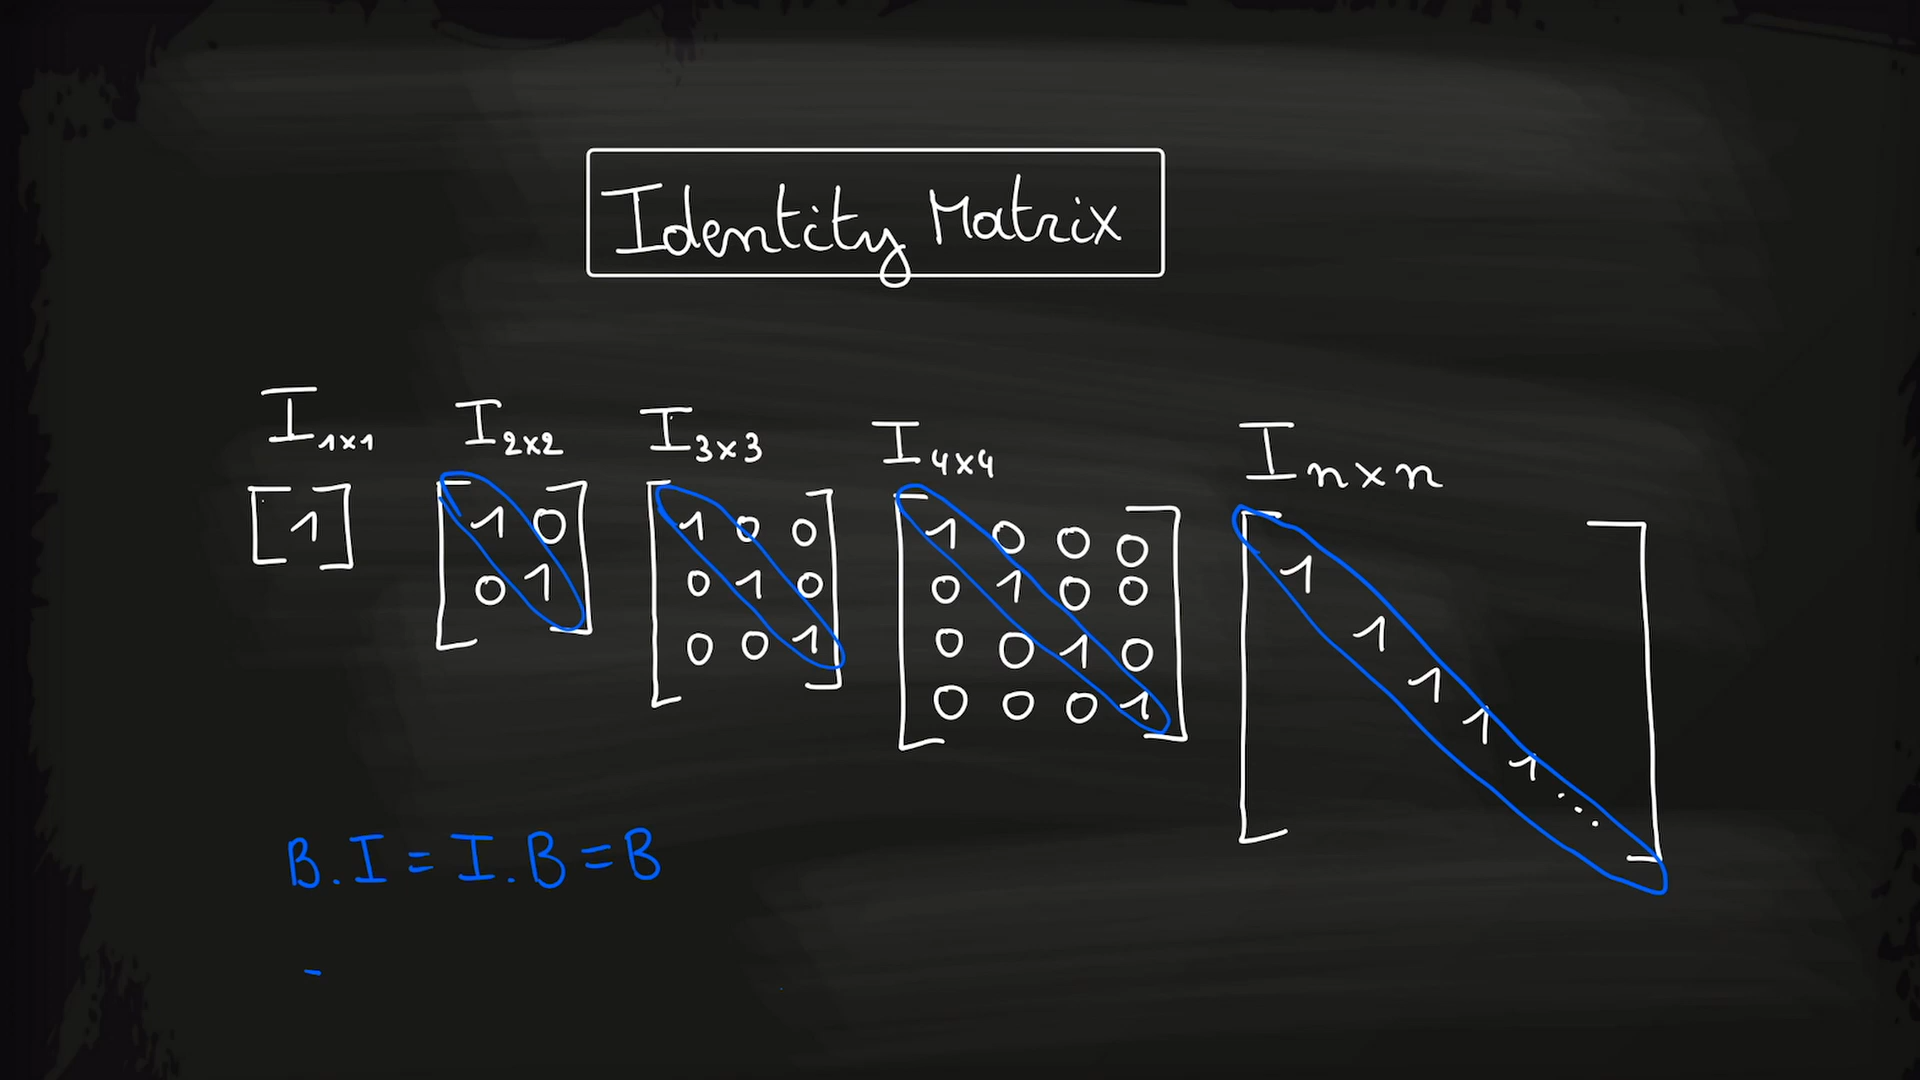 Identity Matrix
I1x1 I2x2 I3x3 I4x4 Inxn
[1]
[1 0
0 1]
[1 0 0
0 1 0
0 0 1]
[1 0 0 0
0 1 0 0
0 0 1 0
0 0 0 1]
[1
1
1
1
1
...]
B.I = I.B = B
-